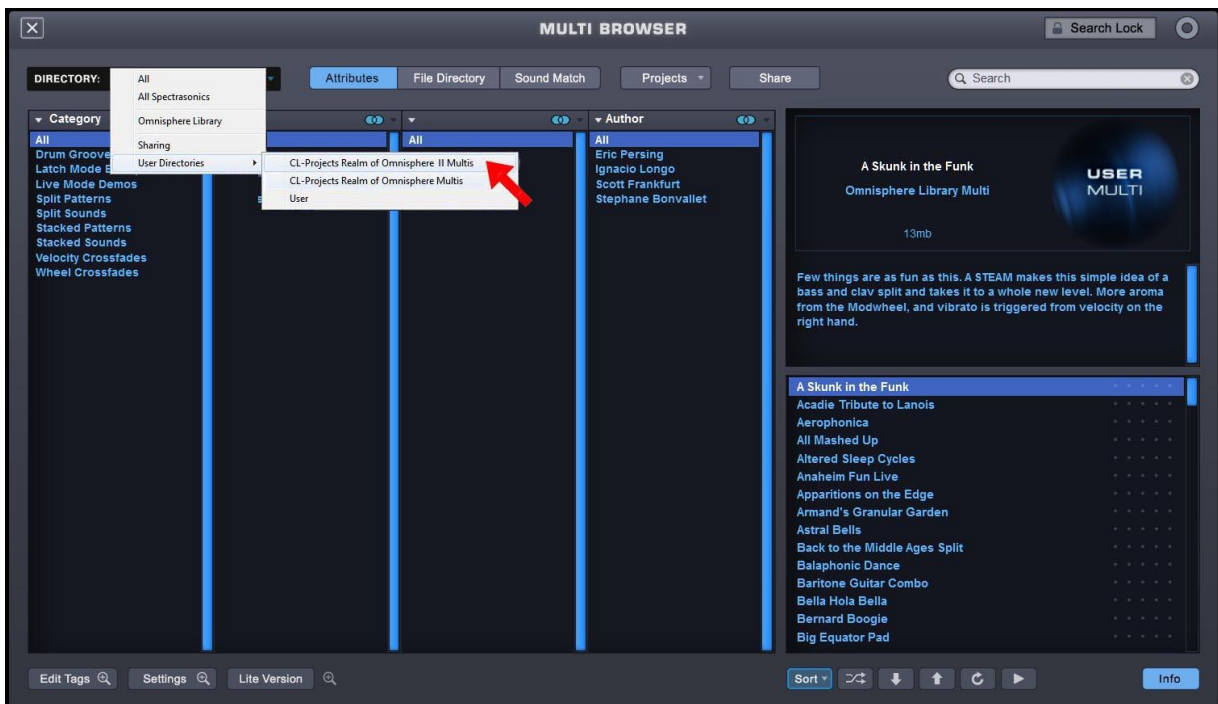 MULTI BROWSER
Search Lock
DIRECTORY:
All
All Spectrasonics
Omnisphere Library
Sharing
User Directories
CL-Projects Realm of Omnisphere II Multis
CL-Projects Realm of Omnisphere Multis
User
Attributes
File Directory
Sound Match
Projects
Share
Search
Category
All
Drum Groove
Latch Mode
Live Mode Demos
Split Patterns
Split Sounds
Stacked Patterns
Stacked Sounds
Velocity Crossfades
Wheel Crossfades
All
Author
All
Eric Persing
Ignacio Longo
Scott Frankfurt
Stephane Bonvallet
A Skunk in the Funk
Omnisphere Library Multi
13mb
USER
MULTI
Few things are as fun as this. A STEAM makes this simple idea of a
bass and clav split and takes it to a whole new level. More aroma
from the Modwheel, and vibrato is triggered from velocity on the
right hand.
A Skunk in the Funk
Acadie Tribute to Lanois
Aerophonica
All Mashed Up
Altered Sleep Cycles
Anaheim Fun Live
Apparitions on the Edge
Armand's Granular Garden
Astral Bells
Back to the Middle Ages Split
Balaphonic Dance
Baritone Guitar Combo
Bella Hola Bella
Bernard Boogie
Big Equator Pad
Edit Tags
Settings
Lite Version
Sort
Info